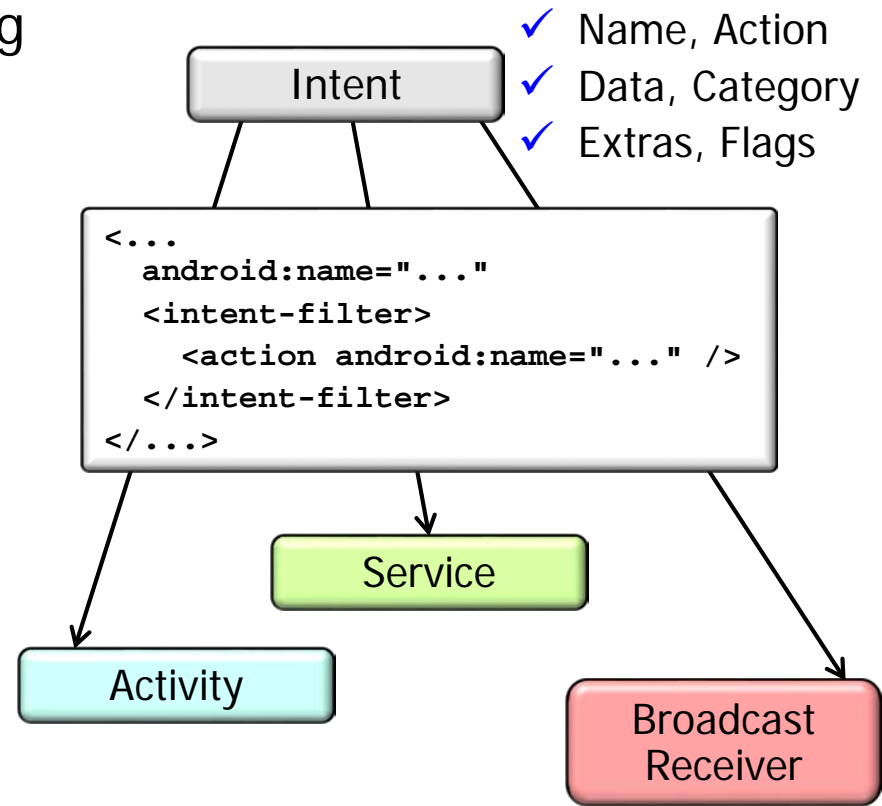 g
Intent
✓ Name, Action
✓ Data, Category
✓ Extras, Flags
<...
  android:name="..."
  <intent-filter>
    <action android:name="..." />
  </intent-filter>
</...>
Service
Activity
Broadcast
Receiver